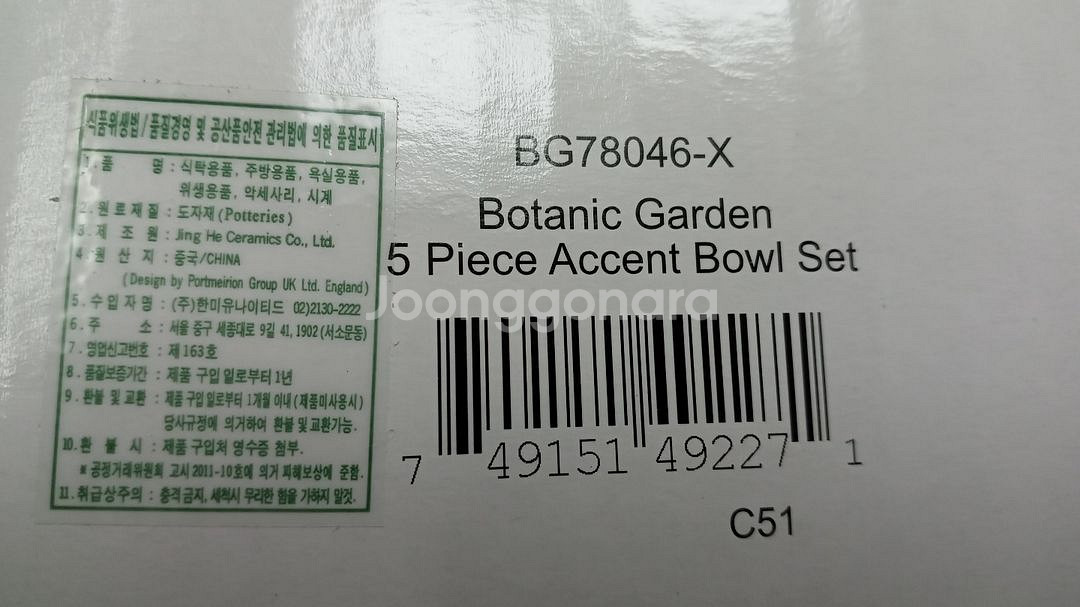 식품위생법/품질경영 및 공산품안전 관리법에 의한 품질표시
1. 품 명 : 식탁용품, 주방용품, 욕실용품,
위생용품, 악세사리, 시계
2. 원료재질 : 도자재(Potteries)
3. 제 조 원 : Jing He Ceramics Co., Ltd.
4. 원 산 지 : 중국/CHINA
(Design by Portmeirion Group UK Ltd. England)
5. 수입자명 : (주)한미유나이티드 02)2130-2222
6. 주 소 : 서울 중구 세종대로 9길 41, 1902 (서소문동)
7. 영업신고번호 : 제 163호
8. 품질보증기간 : 제품 구입 일로부터 1년
9. 환불 및 교환 : 제품 구입 일로부터 1개월 이내 (제품미사용시)
당사규정에 의거하여 환불 및 교환가능.
10. 환 불 시 : 제품 구입처 영수증 첨부.
※ 공정거래위원회 고시 2011-10호에 의거 피해보상에 준함.
11. 취급상주의 : 충격금지, 세척시 무리한 힘을 가하지 말것.
BG78046-X
Botanic Garden
5 Piece Accent Bowl Set
Joonggonara
7 49151 49227 1
C51